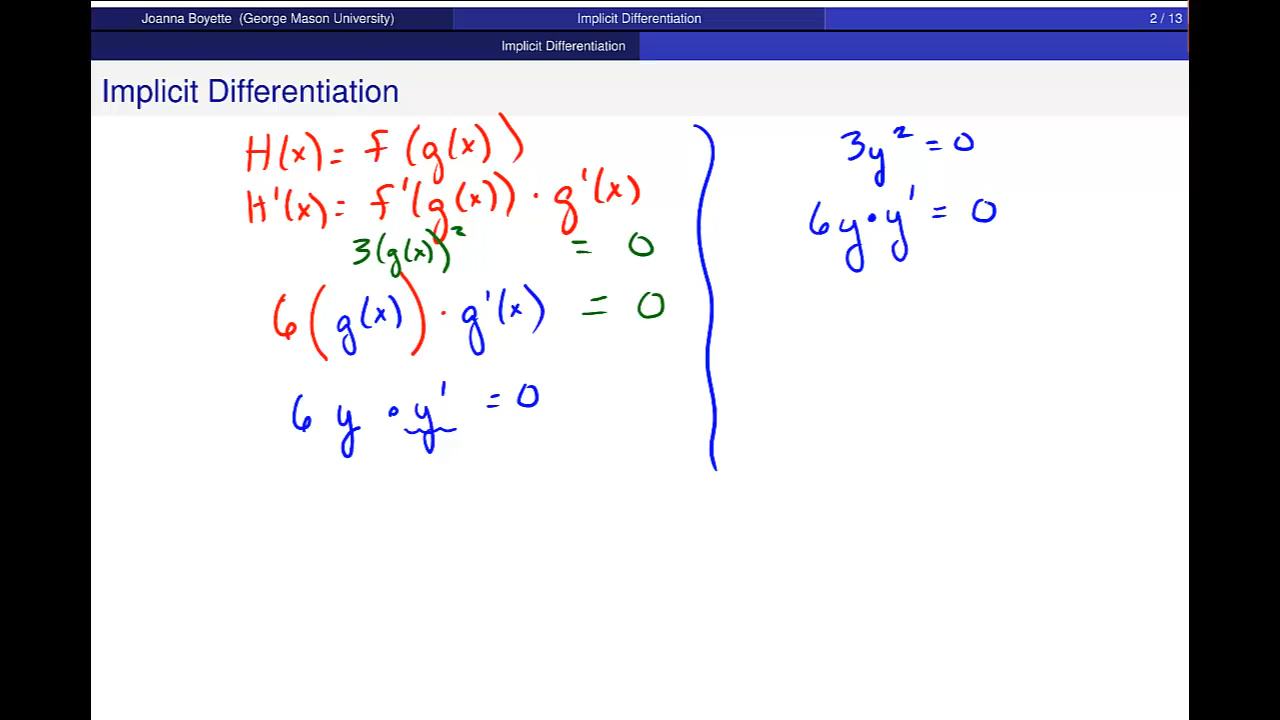 Joanna Boyette (George Mason University) Implicit Differentiation 2 / 13
Implicit Differentiation
Implicit Differentiation
H(x) = f(g(x))
H'(x) = f'(g(x)) · g'(x)
3(g(x))² = 0
6(g(x)) · g'(x) = 0
6 y · y' = 0
3y² = 0
6y · y' = 0